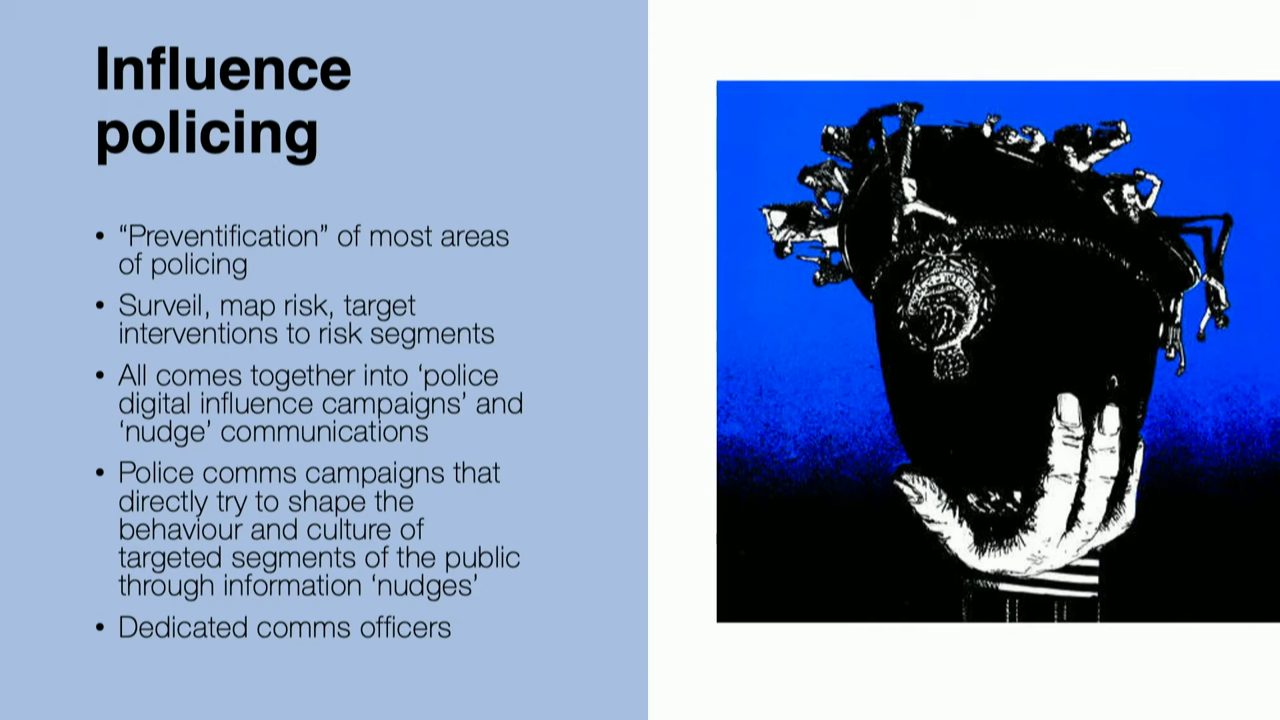 Influence
policing
• “Preventification” of most areas
of policing
• Surveil, map risk, target
interventions to risk segments
• All comes together into ‘police
digital influence campaigns’ and
‘nudge’ communications
• Police comms campaigns that
directly try to shape the
behaviour and culture of
targeted segments of the public
through information ‘nudges’
• Dedicated comms officers